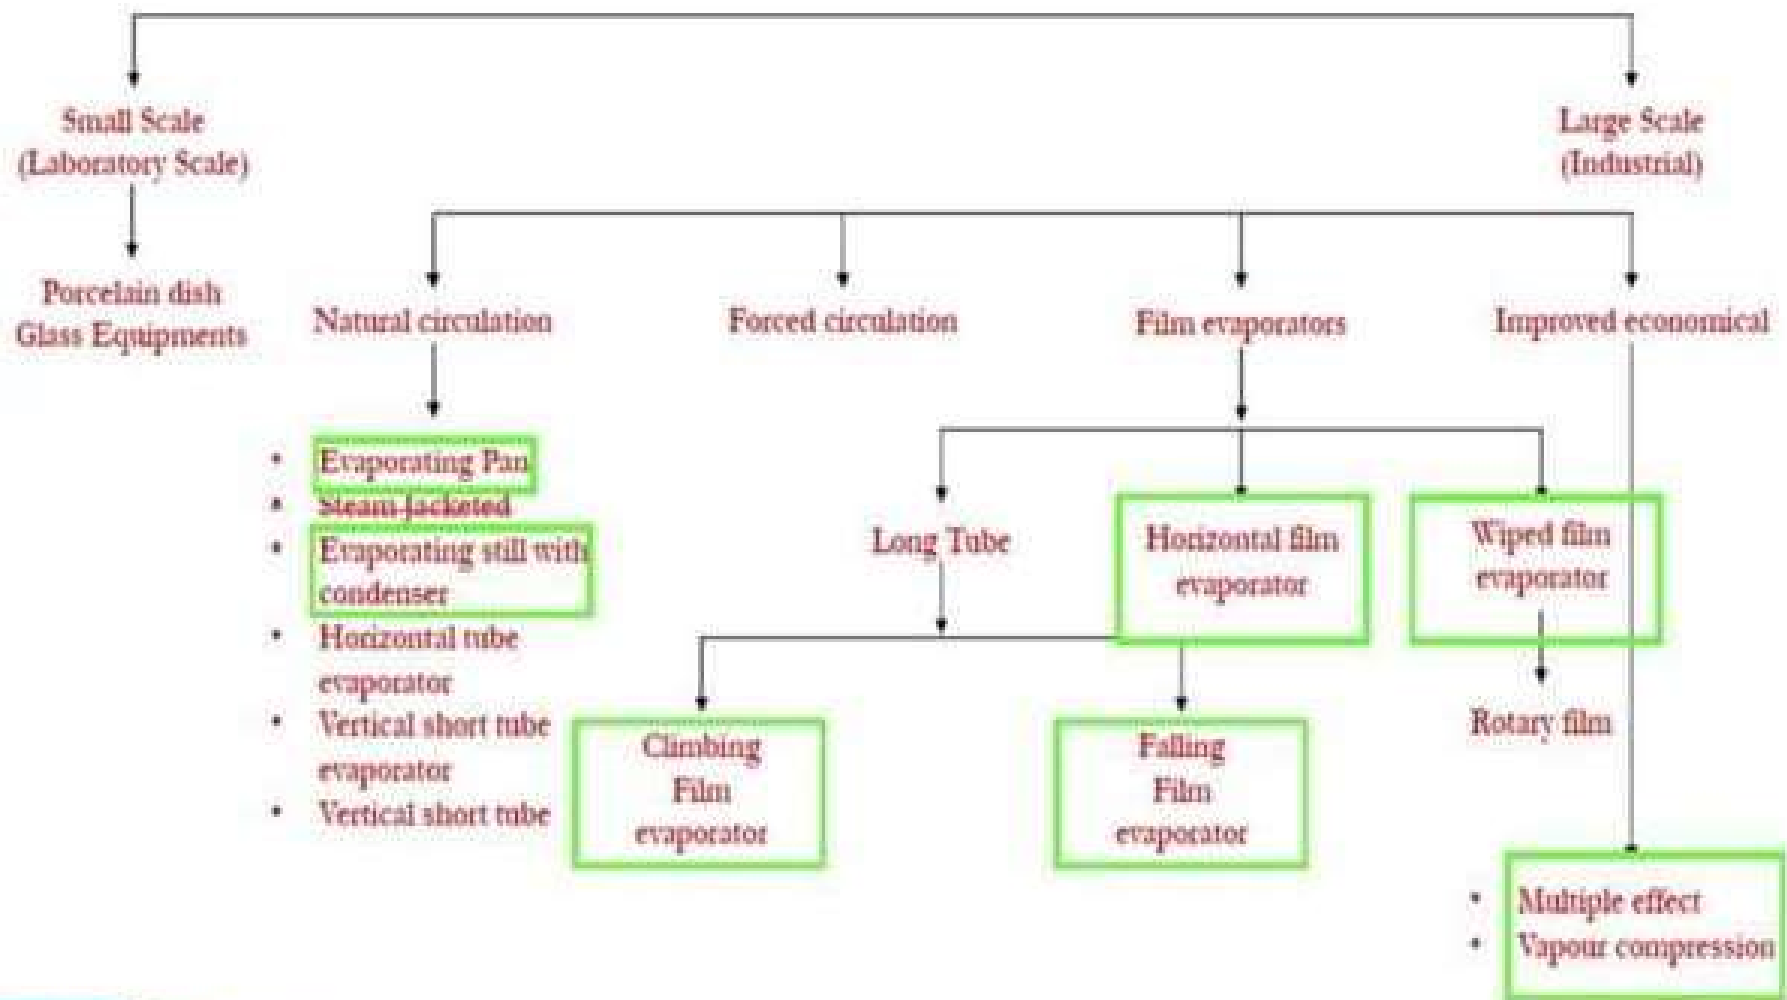 Small Scale
(Laboratory Scale)
Large Scale
(Industrial)
Porcelain dish
Glass Equipments
Natural circulation
Forced circulation
Film evaporators
Improved economical
• Evaporating Pan
• Steam jacketed
• Evaporating still with
condenser
• Horizontal tube
evaporator
• Vertical short tube
evaporator
• Vertical short tube
Long Tube
Horizontal film
evaporator
Wiped film
evaporator
Rotary film
Climbing
Film
evaporator
Falling
Film
evaporator
• Multiple effect
• Vapour compression